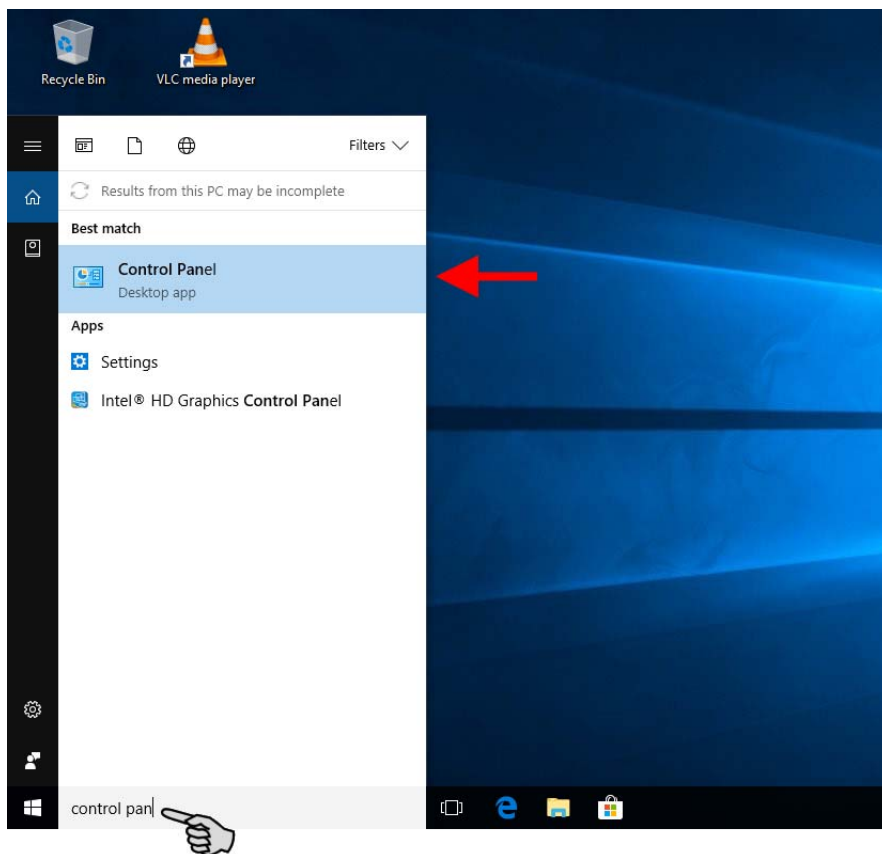 Recycle Bin
VLC media player
Filters
Results from this PC may be incomplete
Best match
Control Panel
Desktop app
Apps
Settings
Intel® HD Graphics Control Panel
control pan